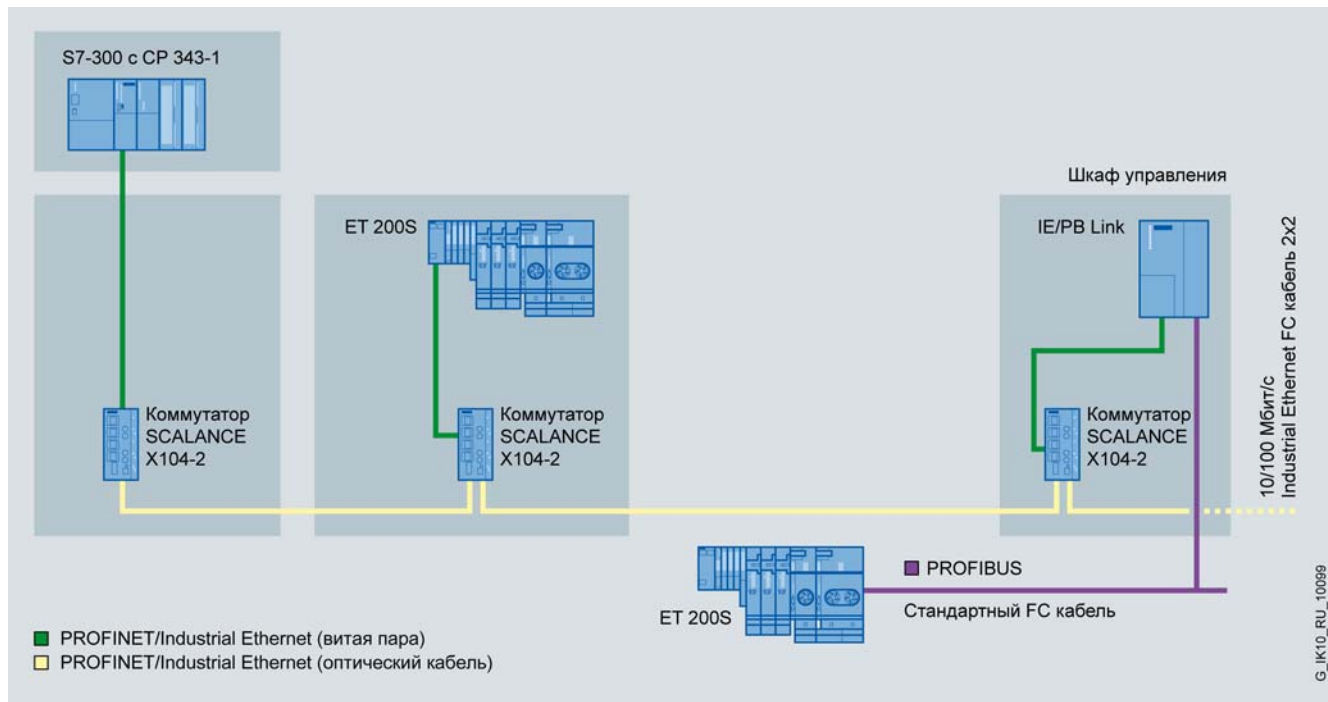 S7-300 с CP 343-1
Шкаф управления
ET 200S
IE/PB Link
10/100 Мбит/с
Industrial Ethernet FC кабель 2x2
Коммутатор
SCALANCE
X104-2
Коммутатор
SCALANCE
X104-2
Коммутатор
SCALANCE
X104-2
PROFIBUS
ET 200S
Стандартный FC кабель
PROFINET/Industrial Ethernet (витая пара)
PROFINET/Industrial Ethernet (оптический кабель)
G_IK10_RU_10099